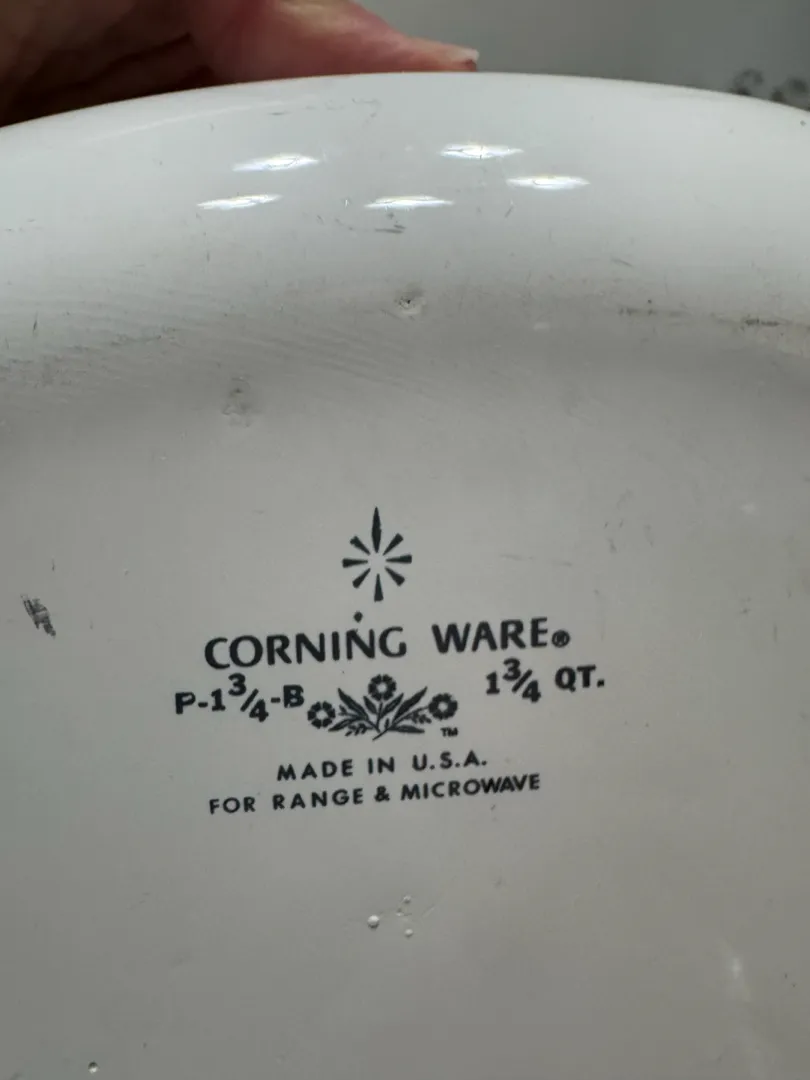 CORNING WARE®
P-1¾-B 1¾ QT.
TM
MADE IN U.S.A.
FOR RANGE & MICROWAVE